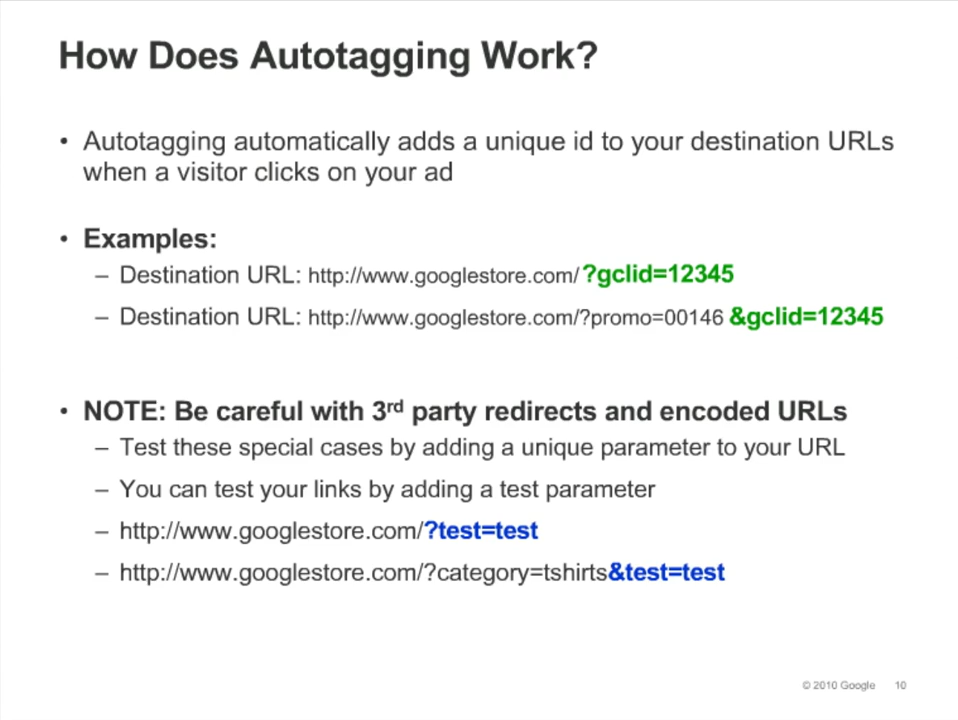 How Does Autotagging Work?
• Autotagging automatically adds a unique id to your destination URLs
when a visitor clicks on your ad
• Examples:
– Destination URL: http://www.googlestore.com/ ?gclid=12345
– Destination URL: http://www.googlestore.com/?promo=00146 &gclid=12345
• NOTE: Be careful with 3rd party redirects and encoded URLs
– Test these special cases by adding a unique parameter to your URL
– You can test your links by adding a test parameter
– http://www.googlestore.com/?test=test
– http://www.googlestore.com/?category=tshirts&test=test
© 2010 Google 10